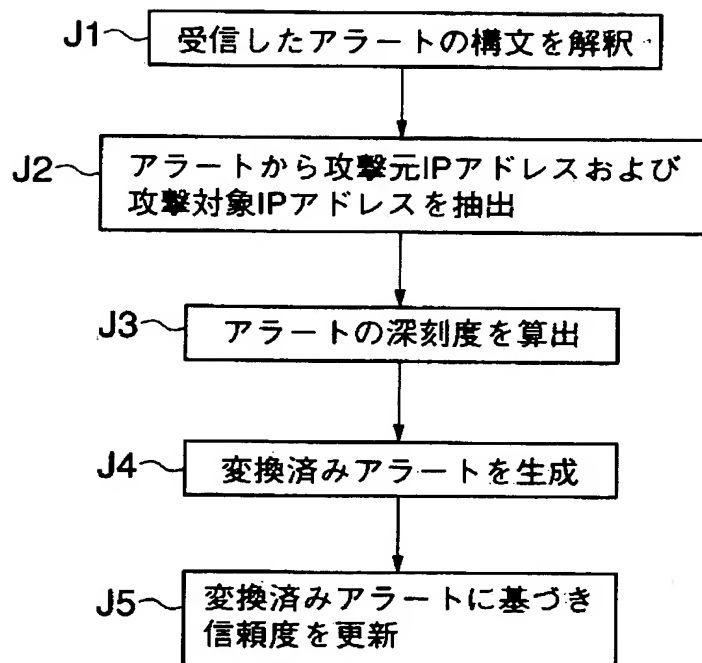 J1 受信したアラートの構文を解釈
J2 アラートから攻撃元IPアドレスおよび
攻撃対象IPアドレスを抽出
J3 アラートの深刻度を算出
J4 変換済みアラートを生成
J5 変換済みアラートに基づき
信頼度を更新